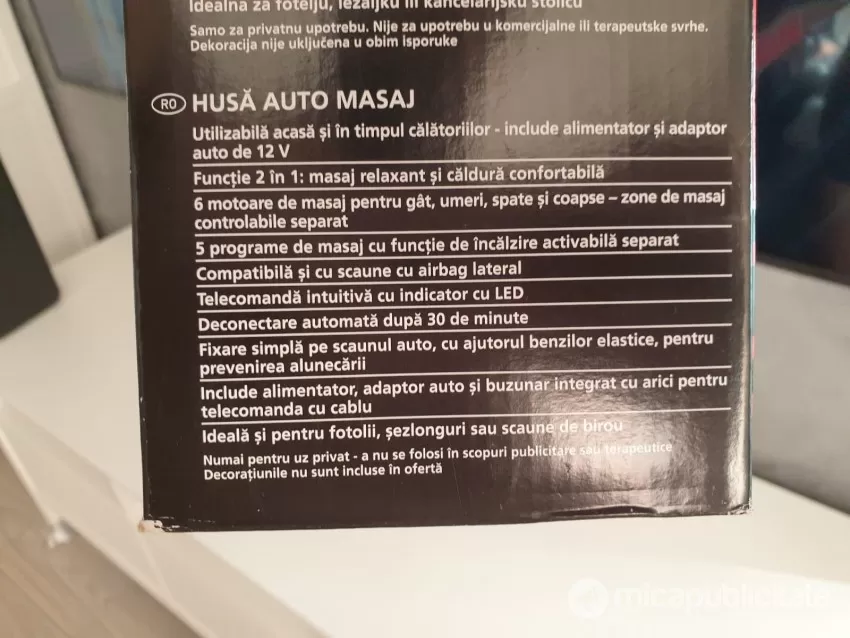 Idealna za fotelju, ležaljku ili kancelarijsku stolicu
Samo za privatnu upotrebu. Nije za upotrebu u komercijalne ili terapeutske svrhe.
Dekoracija nije uključena u obim isporuke
RO HUSĂ AUTO MASAJ
Utilizabilă acasă și în timpul călătoriilor - include alimentator și adaptor
auto de 12 V
Funcție 2 în 1: masaj relaxant și căldură confortabilă
6 motoare de masaj pentru gât, umeri, spate și coapse – zone de masaj
controlabile separat
5 programe de masaj cu funcție de încălzire activabilă separat
Compatibilă și cu scaune cu airbag lateral
Telecomandă intuitivă cu indicator cu LED
Deconectare automată după 30 de minute
Fixare simplă pe scaunul auto, cu ajutorul benzilor elastice, pentru
prevenirea alunecării
Include alimentator, adaptor auto și buzunar integrat cu arici pentru
telecomanda cu cablu
Ideală și pentru fotolii, șezlonguri sau scaune de birou
Numai pentru uz privat - a nu se folosi în scopuri publicitare sau terapeutice
Decorațiunile nu sunt incluse în ofertă
micapublicitate